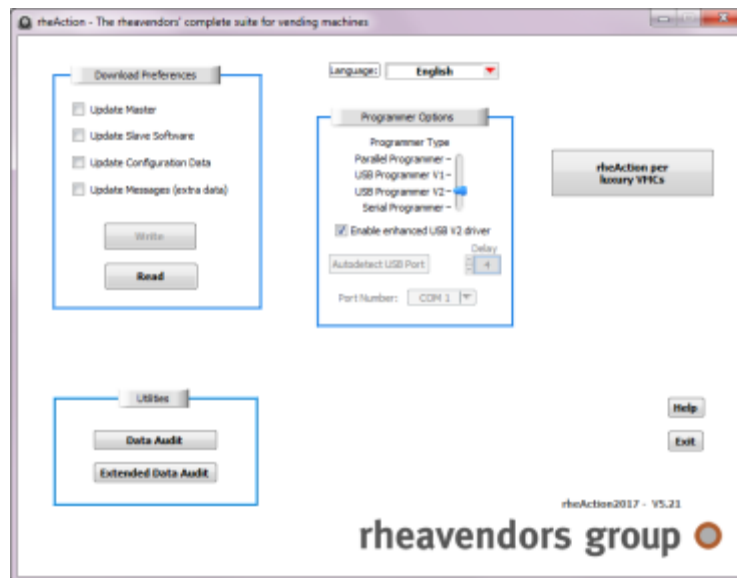 rheAction - The rheavendors' complete suite for vending machines
Download Preferences
Update Master
Update Slave Software
Update Configuration Data
Update Messages (extra data)
Write
Read
Language:
English
Programmer Options
Programmer Type
Parallel Programmer
USB Programmer V1
USB Programmer V2
Serial Programmer
Enable enhanced USB V2 driver
Delay
Autodetect USB Port
4
Port Number:
COM 1
rheAction per
luxury VMCs
Utilities
Data Audit
Extended Data Audit
Help
Exit
rheAction2017 - V5.21
rheavendors group